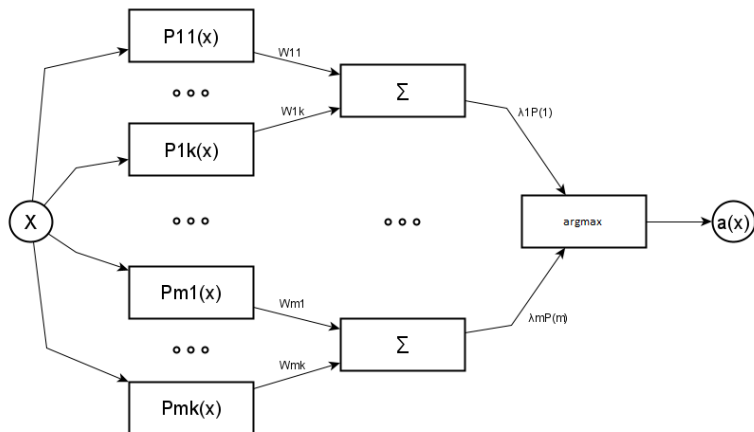 P11(x)
W11
Σ
W1k
λ1P(1)
P1k(x)
X
argmax
a(x)
Pm1(x)
Wm1
Σ
λmP(m)
Wmk
Pmk(x)